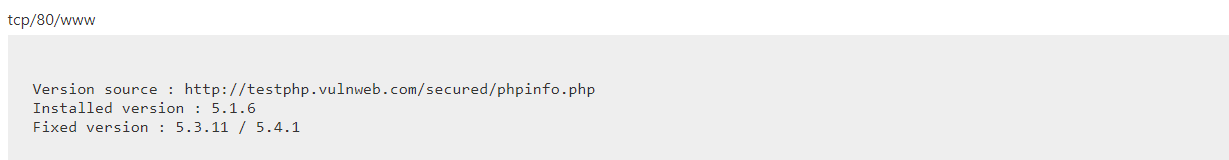 tcp/80/www
Version source : http://testphp.vulnweb.com/secured/phpinfo.php
Installed version : 5.1.6
Fixed version : 5.3.11 / 5.4.1